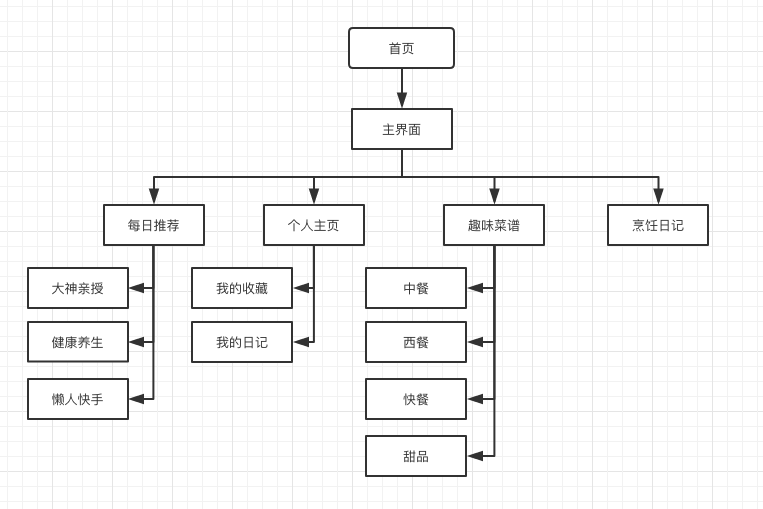 首页
主界面
每日推荐
个人主页
趣味菜谱
烹饪日记
大神亲授
健康养生
懒人快手
我的收藏
我的日记
中餐
西餐
快餐
甜品